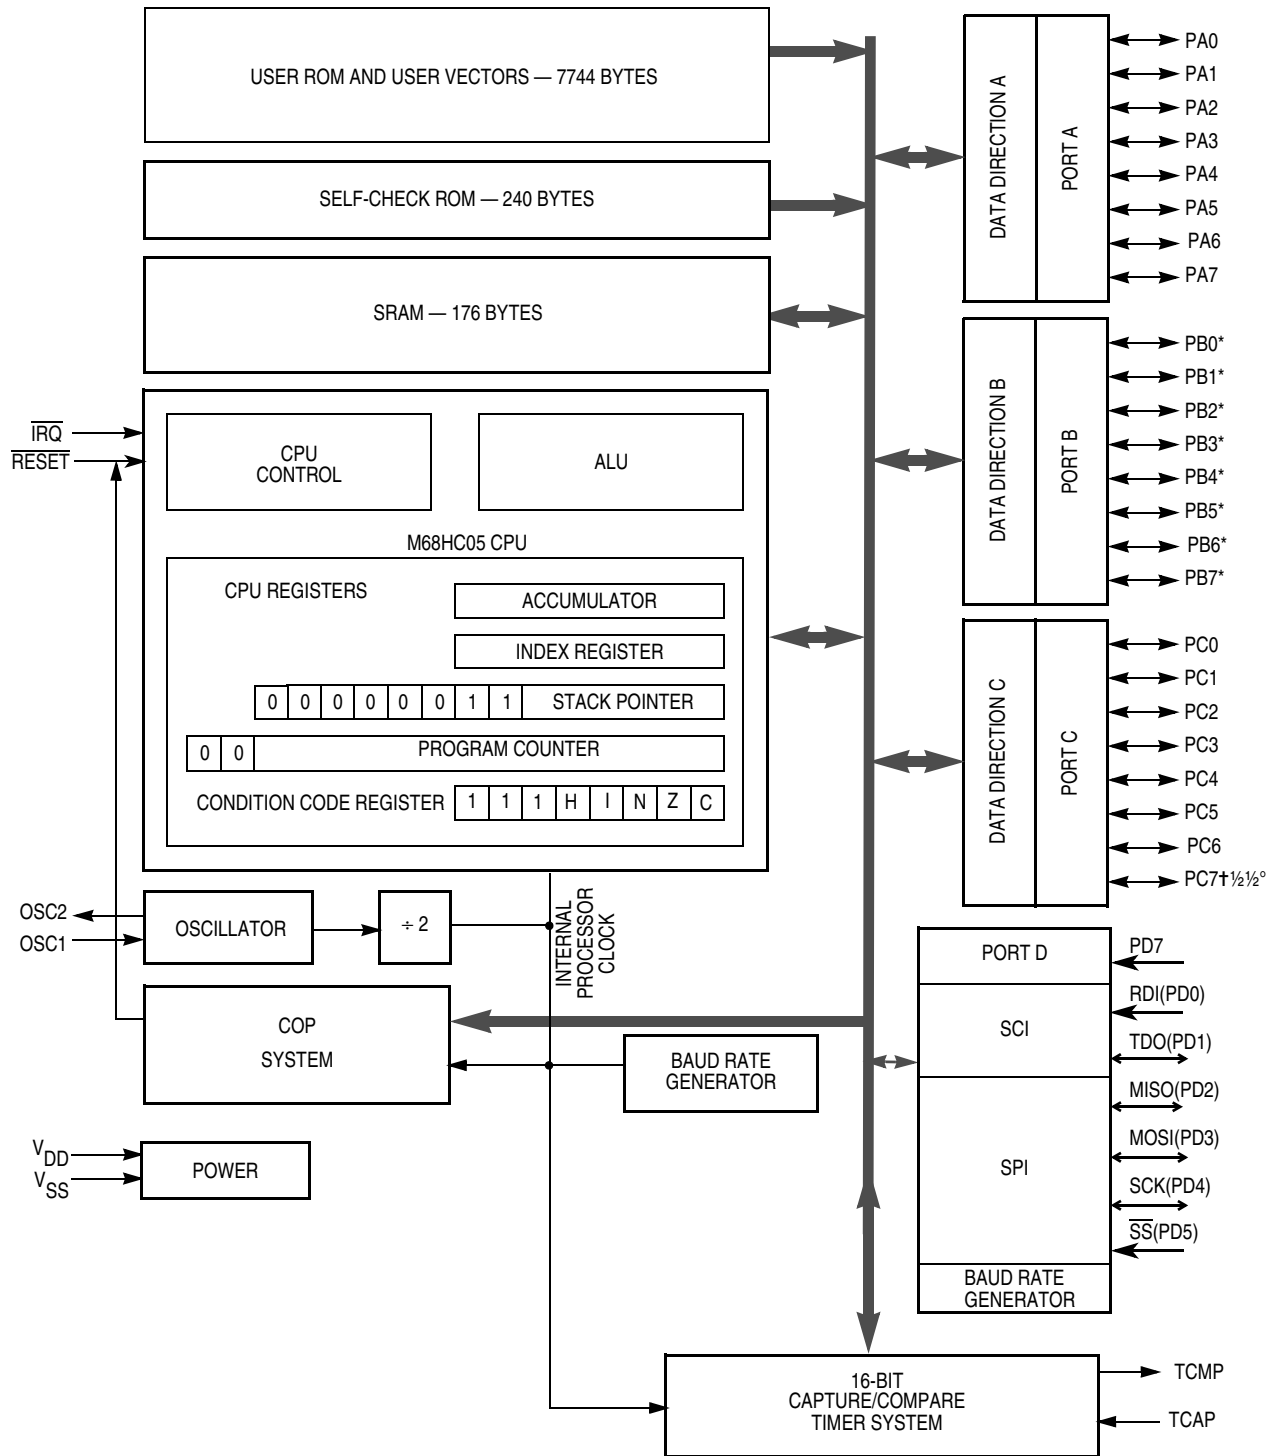 USER ROM AND USER VECTORS — 7744 BYTES
SELF-CHECK ROM — 240 BYTES
SRAM — 176 BYTES
IRQ
RESET
CPU
CONTROL
ALU
M68HC05 CPU
CPU REGISTERS
ACCUMULATOR
INDEX REGISTER
0 0 0 0 0 0 1 1 STACK POINTER
0 0 PROGRAM COUNTER
CONDITION CODE REGISTER 1 1 1 H I N Z C
OSC2
OSC1
OSCILLATOR
÷ 2
INTERNAL
PROCESSOR
CLOCK
COP
SYSTEM
BAUD RATE
GENERATOR
VDD
VSS
POWER
DATA DIRECTION A
PORT A
PA0
PA1
PA2
PA3
PA4
PA5
PA6
PA7
DATA DIRECTION B
PORT B
PB0*
PB1*
PB2*
PB3*
PB4*
PB5*
PB6*
PB7*
DATA DIRECTION C
PORT C
PC0
PC1
PC2
PC3
PC4
PC5
PC6
PC7†½½°
PORT D
SCI
SPI
BAUD RATE
GENERATOR
PD7
RDI(PD0)
TDO(PD1)
MISO(PD2)
MOSI(PD3)
SCK(PD4)
SS(PD5)
16-BIT
CAPTURE/COMPARE
TIMER SYSTEM
TCMP
TCAP